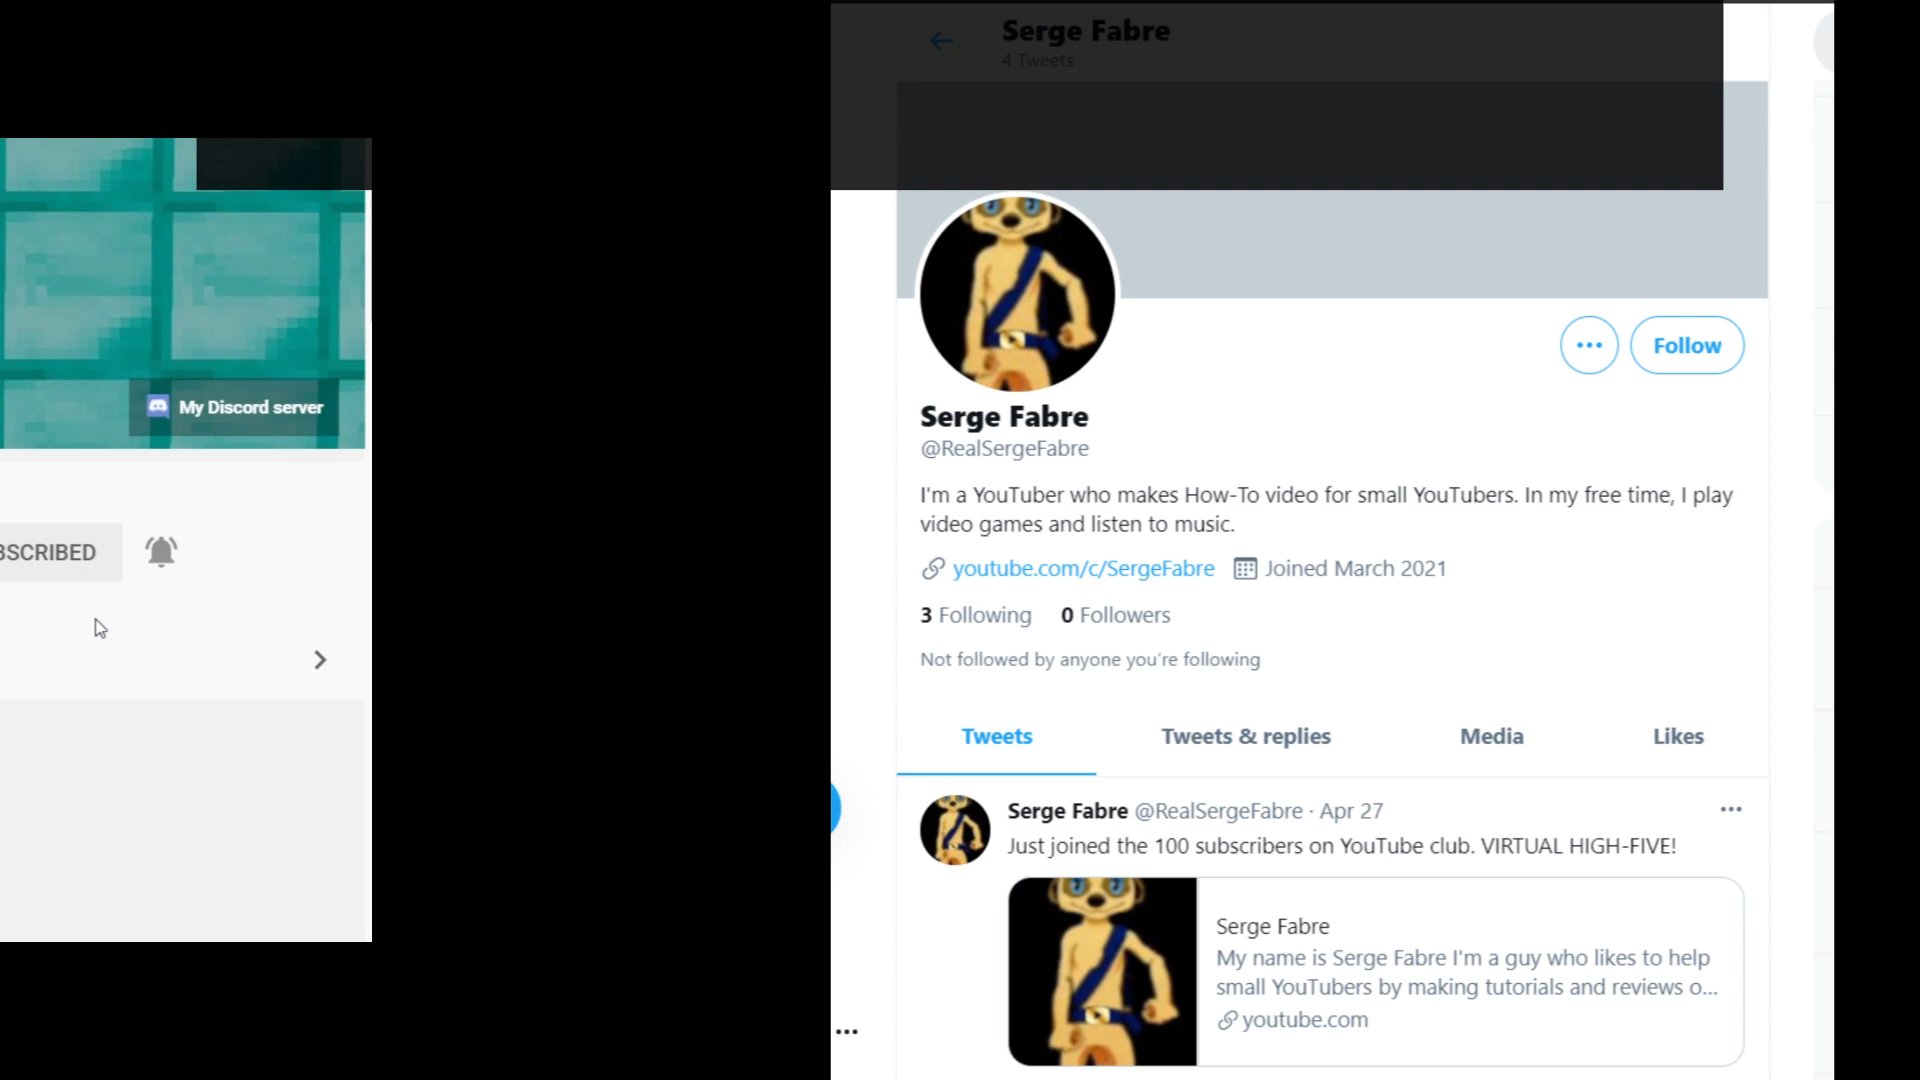 My Discord server
BSCRIBED
Serge Fabre
4 Tweets
Follow
Serge Fabre
@RealSergeFabre
I'm a YouTuber who makes How-To video for small YouTubers. In my free time, I play
video games and listen to music.
youtube.com/c/SergeFabre Joined March 2021
3 Following 0 Followers
Not followed by anyone you're following
Tweets Tweets & replies Media Likes
Serge Fabre @RealSergeFabre · Apr 27
Just joined the 100 subscribers on YouTube club. VIRTUAL HIGH-FIVE!
Serge Fabre
My name is Serge Fabre I'm a guy who likes to help
small YouTubers by making tutorials and reviews o...
youtube.com